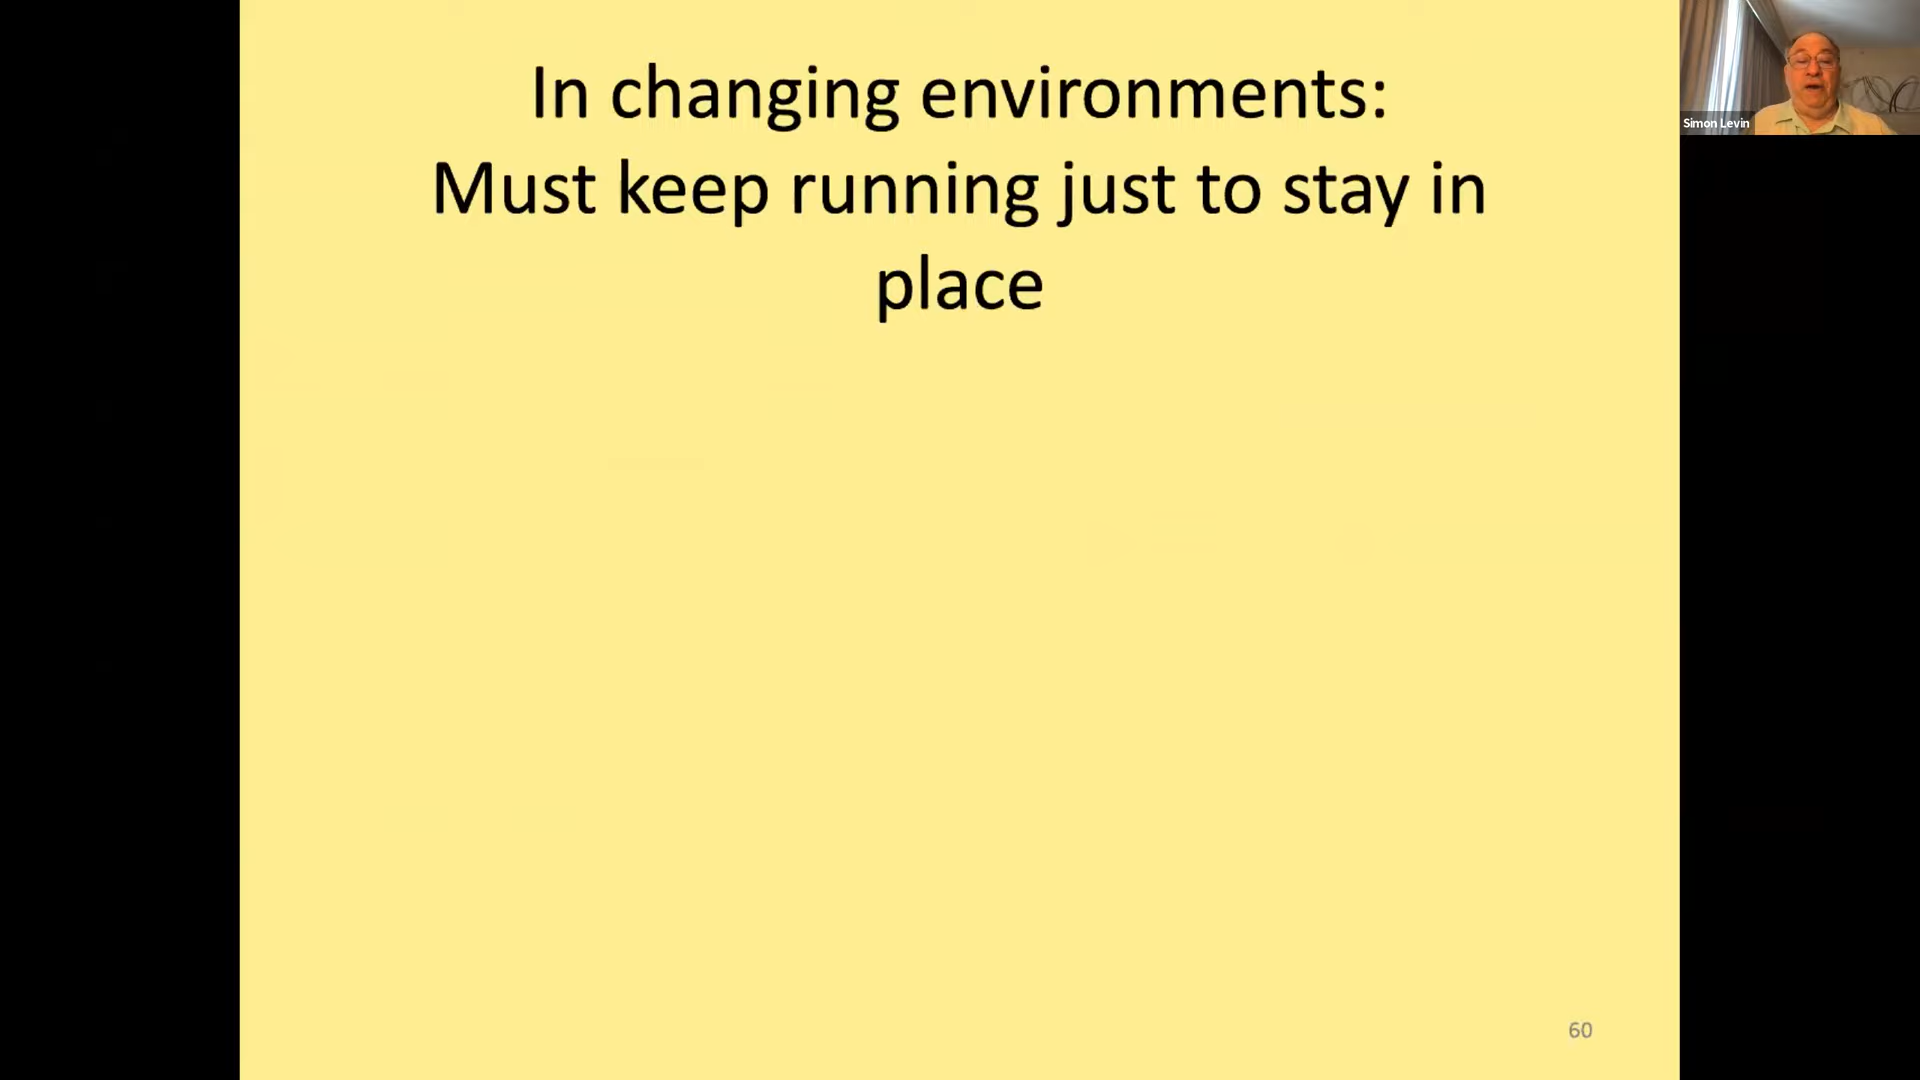 In changing environments:
Must keep running just to stay in
place
Simon Levin
60